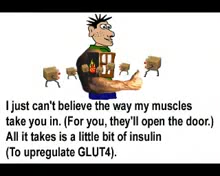 I just can't believe the way my muscles
take you in. (For you, they'll open the door.)
All it takes is a little bit of insulin
(To upregulate GLUT4).